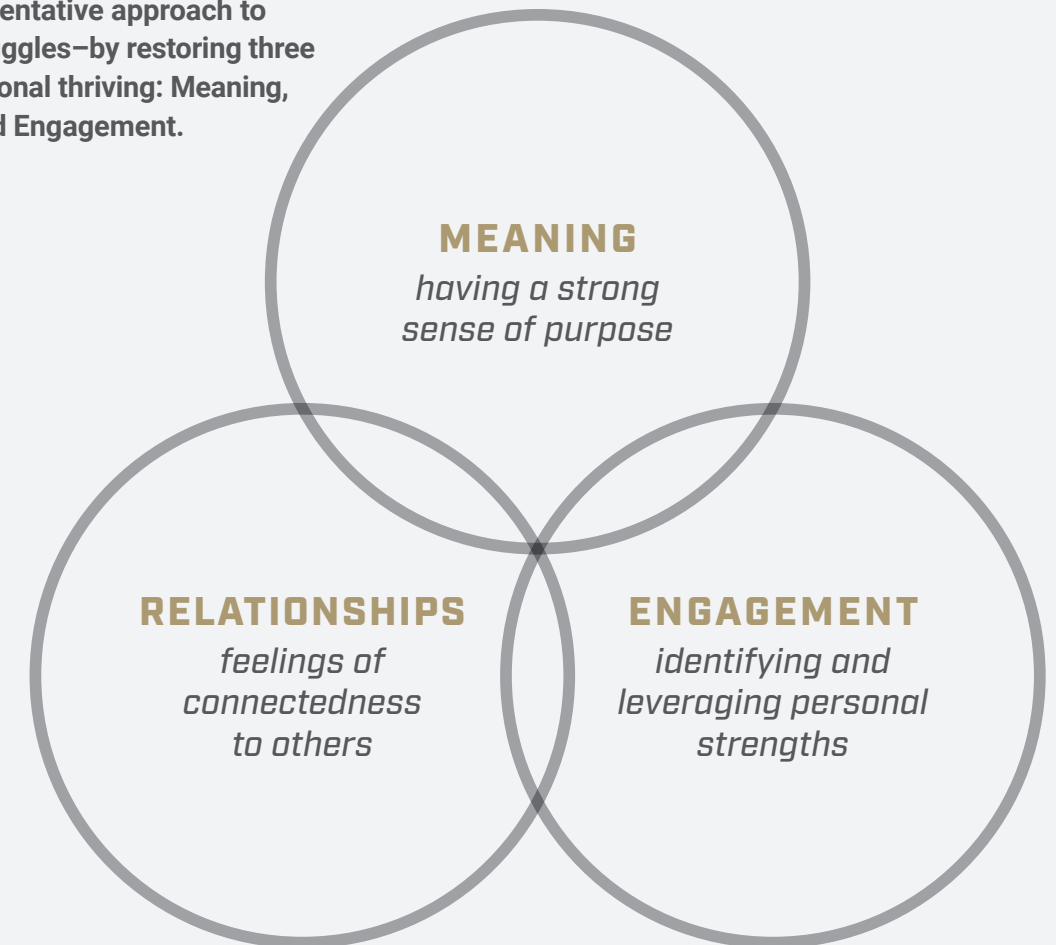 entative approach to
ggles–by restoring three
onal thriving: Meaning,
d Engagement.
MEANING
having a strong
sense of purpose
RELATIONSHIPS
feelings of
connectedness
to others
ENGAGEMENT
identifying and
leveraging personal
strengths